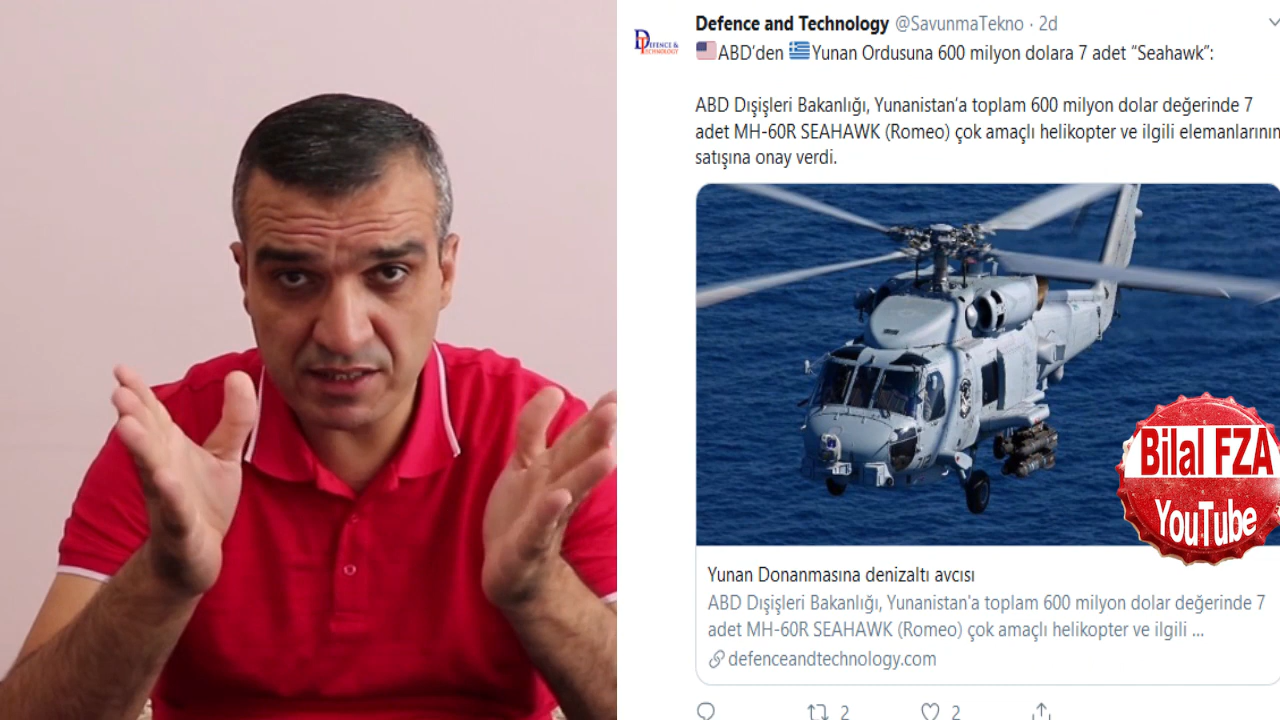 Defence and Technology @SavunmaTekno · 2d
DEFENCE &
TECHNOLOGY
ABD'den Yunan Ordusuna 600 milyon dolara 7 adet "Seahawk":
ABD Dışişleri Bakanlığı, Yunanistan'a toplam 600 milyon dolar değerinde 7
adet MH-60R SEAHAWK (Romeo) çok amaçlı helikopter ve ilgili elemanlarının
satışına onay verdi.
Bilal FZA
YouTube
Yunan Donanmasına denizaltı avcısı
ABD Dışişleri Bakanlığı, Yunanistan'a toplam 600 milyon dolar değerinde 7
adet MH-60R SEAHAWK (Romeo) çok amaçlı helikopter ve ilgili ...
defenceandtechnology.com
2
2